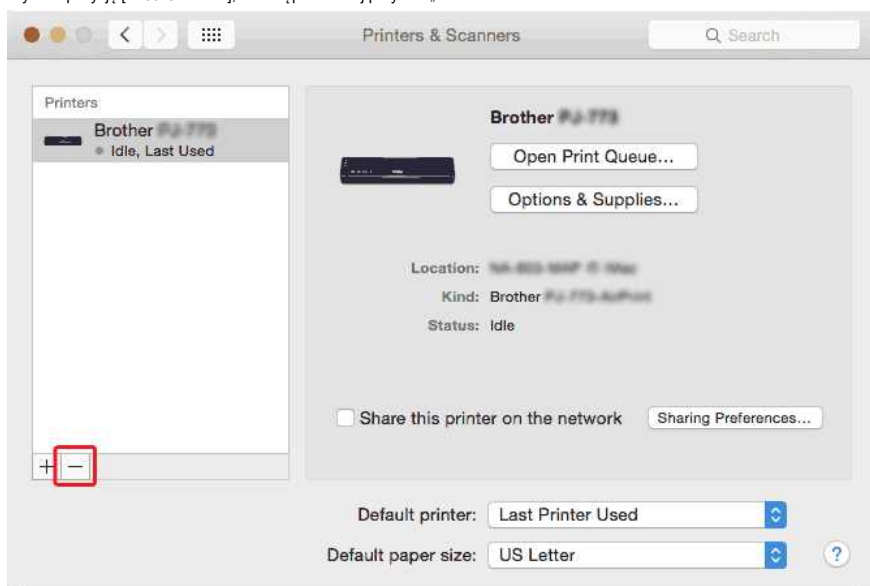 Printers & Scanners
Search
Printers
Brother
Idle, Last Used
Brother
Open Print Queue...
Options & Supplies...
Location:
Kind: Brother
Status: Idle
Share this printer on the network
Sharing Preferences...
+ −
Default printer: Last Printer Used
Default paper size: US Letter
?